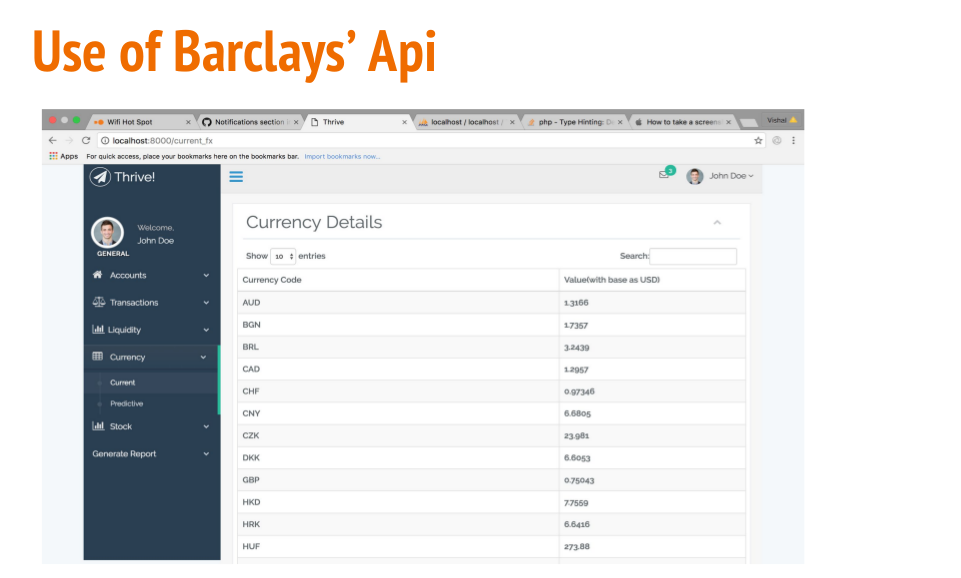 Use of Barclays’ Api
Wifi Hot Spot
Notifications section i
Thrive
localhost / localhost /
php - Type Hinting: De
How to take a screens
Vishal
localhost:8000/current_fx
Apps For quick access, place your bookmarks here on the bookmarks bar. Import bookmarks now...
Thrive!
3
John Doe
Welcome,
John Doe
GENERAL
Accounts
Transactions
Liquidity
Currency
Current
Predictive
Stock
Generate Report
Currency Details
Show 10 entries
Search:
Currency Code Value(with base as USD)
AUD 1.3166
BGN 1.7357
BRL 3.2439
CAD 1.2957
CHF 0.97346
CNY 6.6805
CZK 23.981
DKK 6.6053
GBP 0.75043
HKD 7.7559
HRK 6.6416
HUF 273.88